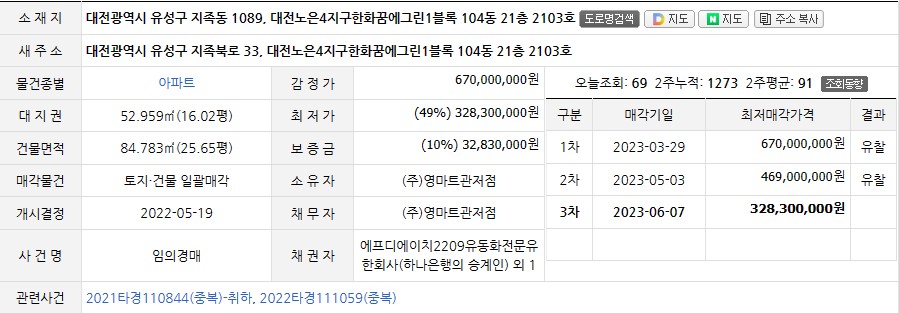 소 재 지 대전광역시 유성구 지족동 1089, 대전노은4지구한화꿈에그린1블록 104동 21층 2103호 도로명검색 D 지도 N 지도 주소 복사
새 주 소 대전광역시 유성구 지족북로 33, 대전노은4지구한화꿈에그린1블록 104동 21층 2103호
물건종별 아파트 감 정 가 670,000,000원 오늘조회: 69 2주누적: 1273 2주평균: 91 조회동향
대 지 권 52.959㎡(16.02평) 최 저 가 (49%) 328,300,000원 구분 매각기일 최저매각가격 결과
건물면적 84.783㎡(25.65평) 보 증 금 (10%) 32,830,000원 1차 2023-03-29 670,000,000원 유찰
매각물건 토지·건물 일괄매각 소 유 자 (주)영마트관저점 2차 2023-05-03 469,000,000원 유찰
개시결정 2022-05-19 채 무 자 (주)영마트관저점 3차 2023-06-07 328,300,000원
사 건 명 임의경매 채 권 자 에프디에이치2209유동화전문유
한회사(하나은행의 승계인) 외 1
관련사건 2021타경110844(중복)-취하, 2022타경111059(중복)